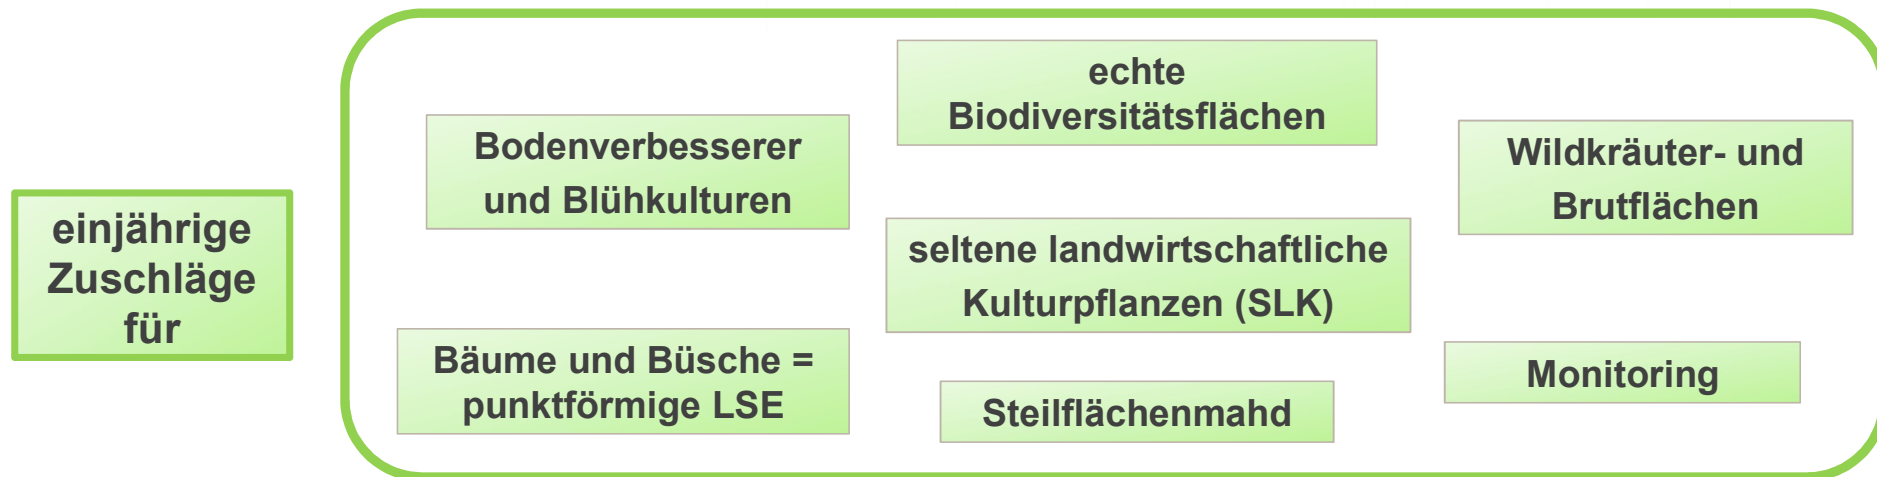 einjährige
Zuschläge
für
Bodenverbesserer
und Blühkulturen
echte
Biodiversitätsflächen
Wildkräuter- und
Brutflächen
seltene landwirtschaftliche
Kulturpflanzen (SLK)
Bäume und Büsche =
punktförmige LSE
Steilflächenmahd
Monitoring